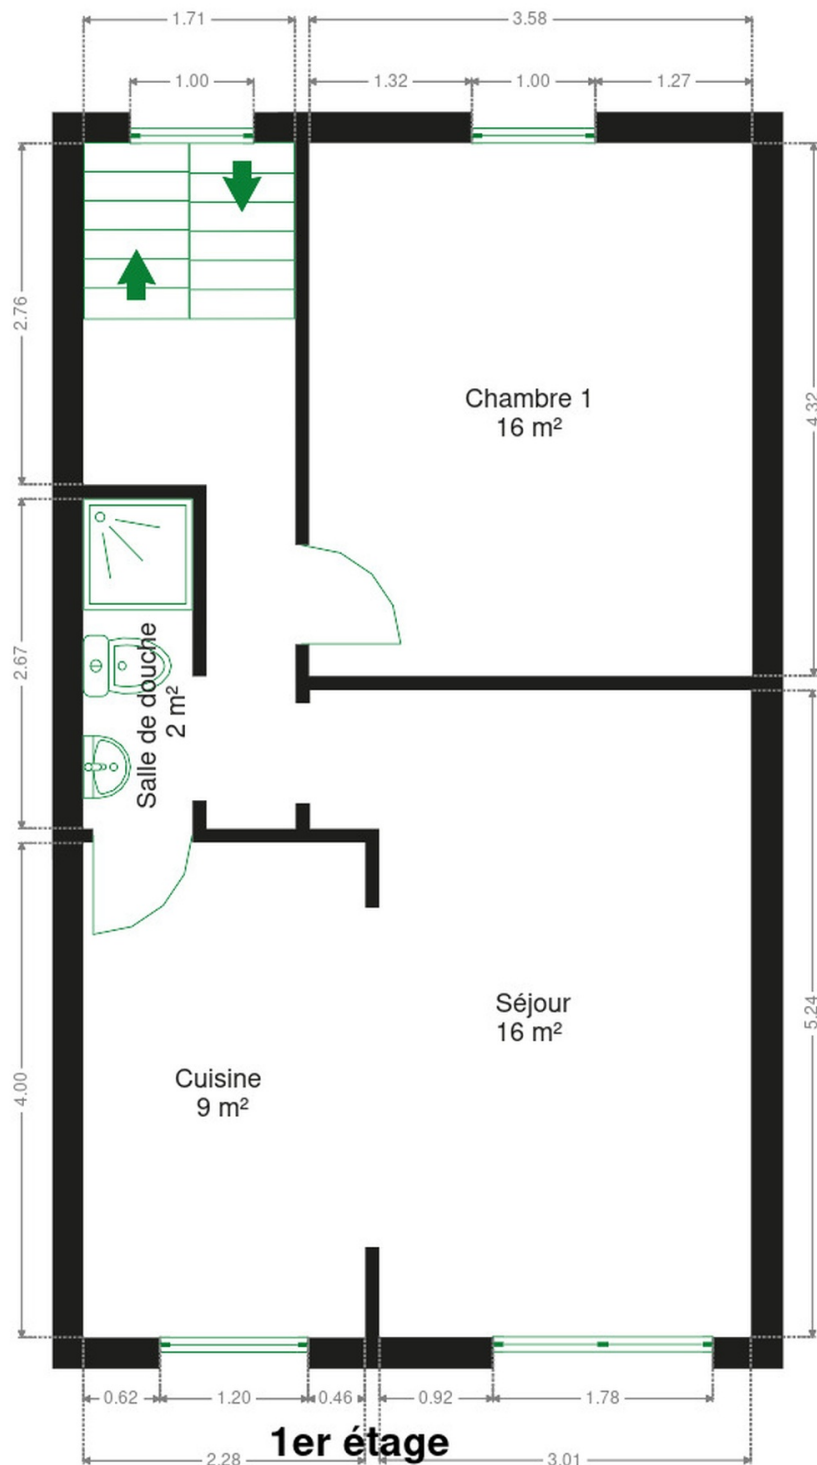 1.71
3.58
1.00
1.32
1.00
1.27
2.76
4.32
Chambre 1
16 m²
2.67
Salle de douche
2 m²
Séjour
16 m²
5.24
4.00
Cuisine
9 m²
0.62
1.20
0.46
0.92
1.78
1er étage
2.28
3.01